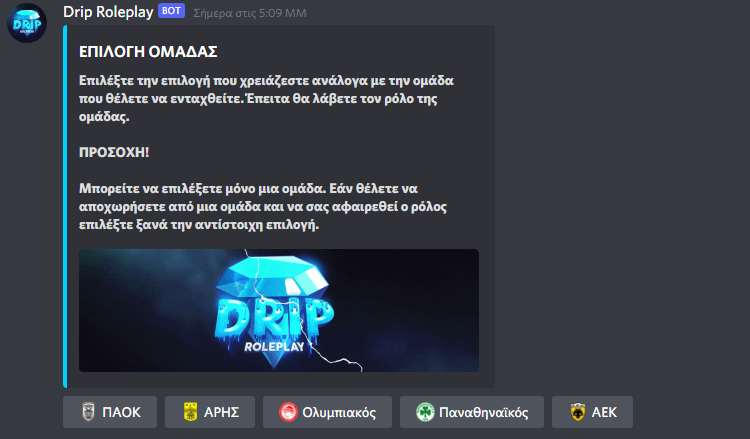 DRIP
ROLEPLAY
Drip Roleplay BOT Σήμερα στις 5:09 ΜΜ
ΕΠΙΛΟΓΗ ΟΜΑΔΑΣ
Επιλέξτε την επιλογή που χρειάζεστε ανάλογα με την ομάδα
που θέλετε να ενταχθείτε.Έπειτα θα λάβετε τον ρόλο της
ομάδας.
ΠΡΟΣΟΧΗ!
Μπορείτε να επιλέξετε μόνο μια ομάδα. Εάν θέλετε να
αποχωρήσετε από μια ομάδα και να σας αφαιρεθεί ο ρόλος
επιλέξτε ξανά την αντίστοιχη επιλογή.
DRIP
ROLEPLAY
ΠΑΟΚ ΑΡΗΣ Ολυμπιακός Παναθηναϊκός ΑΕΚ